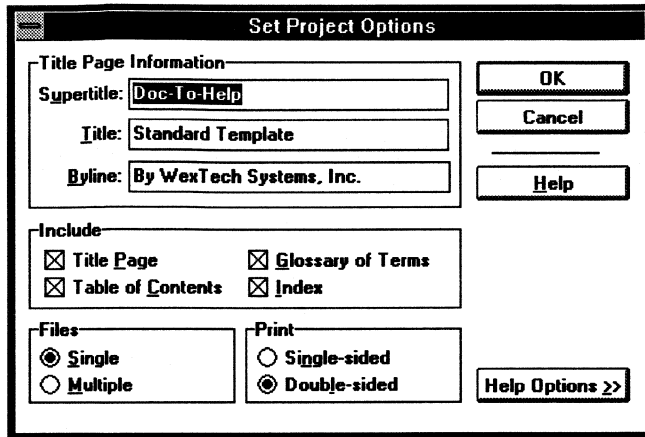 Set Project Options
Title Page Information
Supertitle: Doc-To-Help
Title: Standard Template
Byline: By WexTech Systems, Inc.
OK
Cancel
Help
Include
Title Page
Glossary of Terms
Table of Contents
Index
Files
Single
Multiple
Print
Single-sided
Double-sided
Help Options >>